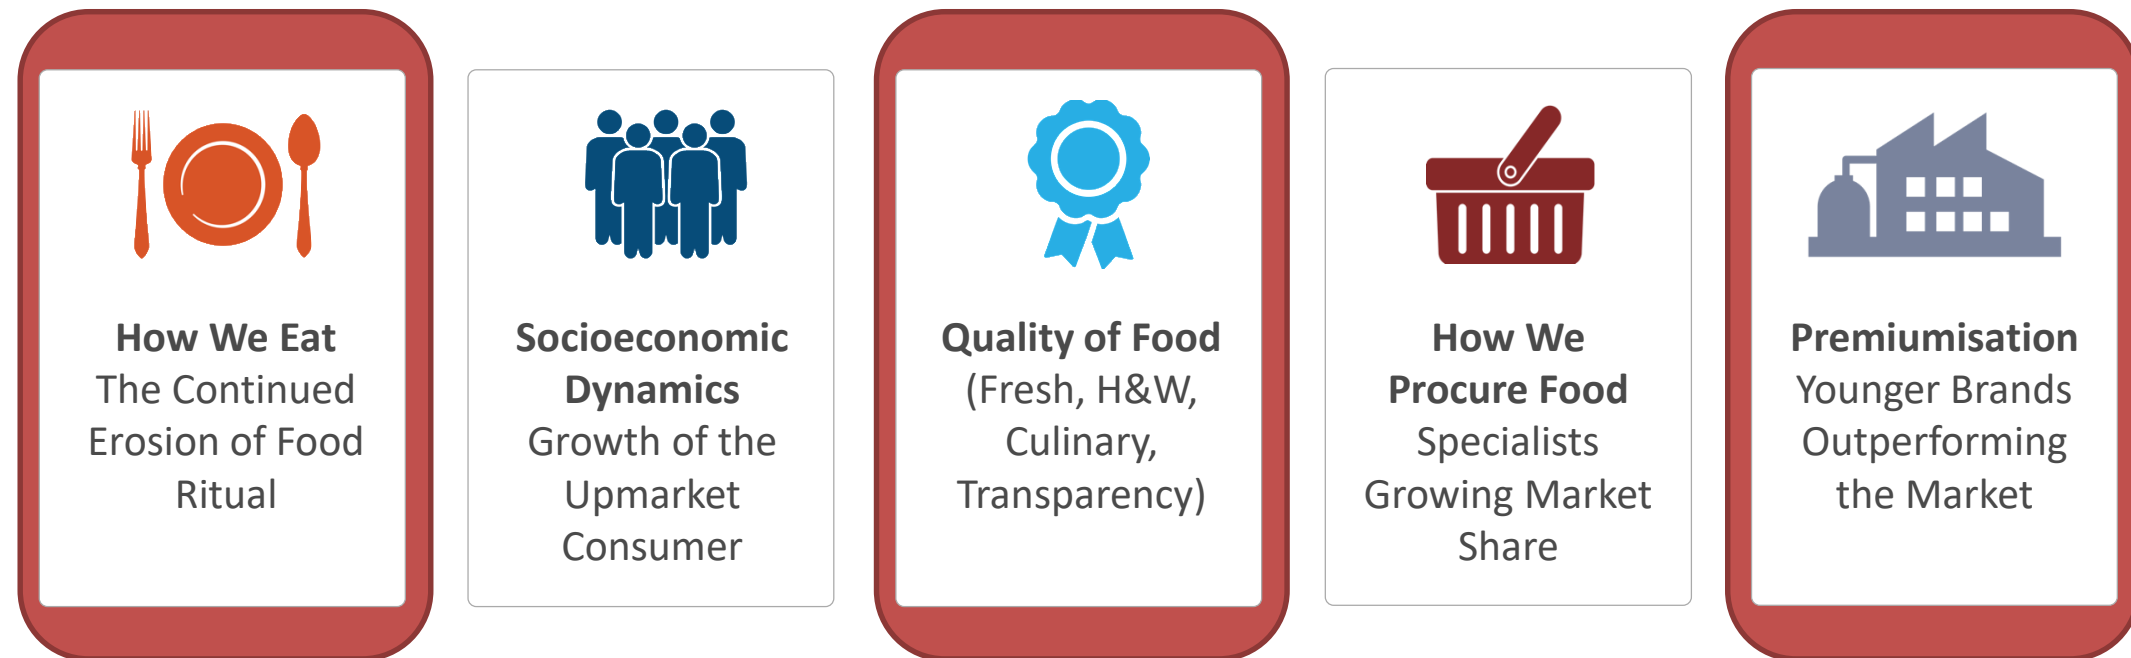 How We Eat
The Continued
Erosion of Food
Ritual
Socioeconomic
Dynamics
Growth of the
Upmarket
Consumer
Quality of Food
(Fresh, H&W,
Culinary,
Transparency)
How We
Procure Food
Specialists
Growing Market
Share
Premiumisation
Younger Brands
Outperforming
the Market